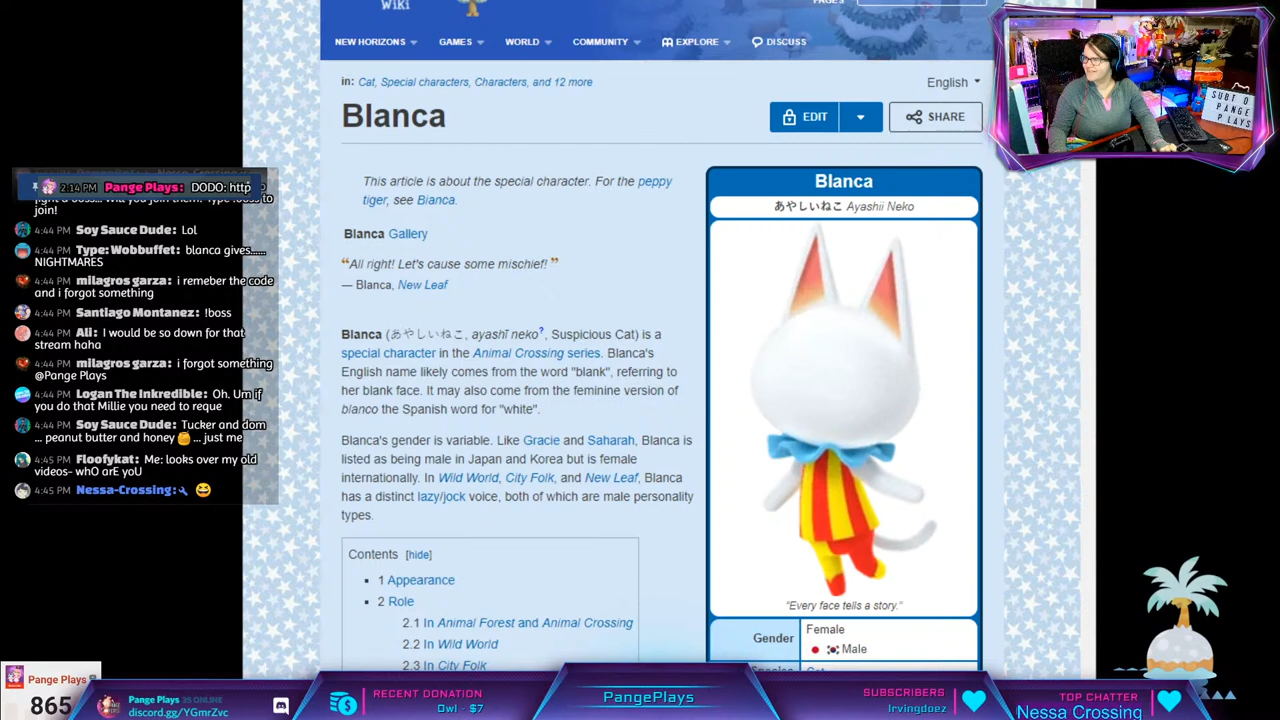 Wiki
PAGES
NEW HORIZONS
GAMES
WORLD
COMMUNITY
EXPLORE
DISCUSS
in: Cat, Special characters, Characters, and 12 more
English
Blanca
EDIT
SHARE
This article is about the special character. For the peppy
tiger, see Bianca.
Blanca Gallery
"All right! Let's cause some mischief! "
— Blanca, New Leaf
Blanca (あやしいねこ, ayashī neko?, Suspicious Cat) is a
special character in the Animal Crossing series. Blanca's
English name likely comes from the word "blank", referring to
her blank face. It may also come from the feminine version of
blanco the Spanish word for "white".
Blanca's gender is variable. Like Gracie and Saharah, Blanca is
listed as being male in Japan and Korea but is female
internationally. In Wild World, City Folk, and New Leaf, Blanca
has a distinct lazy/jock voice, both of which are male personality
types.
Contents [hide]
1 Appearance
2 Role
2.1 In Animal Forest and Animal Crossing
2.2 In Wild World
2.3 In City Folk
Blanca
あやしいねこ Ayashii Neko
"Every face tells a story."
Gender
Female
Male
Species
Cat
2:14 PM Pange Plays: DODO: http
join!
4:44 PM Soy Sauce Dude: Lol
4:44 PM Type: Wobbuffet: blanca gives......
NIGHTMARES
4:44 PM milagros garza: i remeber the code
and i forgot something
4:44 PM Santiago Montanez: !boss
4:44 PM Ali: I would be so down for that
stream haha
4:44 PM milagros garza: i forgot something
@Pange Plays
4:44 PM Logan The Inkredible: Oh. Um if
you do that Millie you need to reque
4:44 PM Soy Sauce Dude: Tucker and dom
... peanut butter and honey 🍯 ... just me
4:45 PM Floofykat: Me: looks over my old
videos- whO arE yoU
4:45 PM Nessa-Crossing: 😆
SUBT O
PANGE
P LAYS
Pange Plays
865
Pange Plays 35 ONLINE
discord.gg/YGmrZvc
RECENT DONATION
Owl - $7
PangePlays
SUBSCRIBERS
Irvingdoez
TOP CHATTER
Nessa Crossing